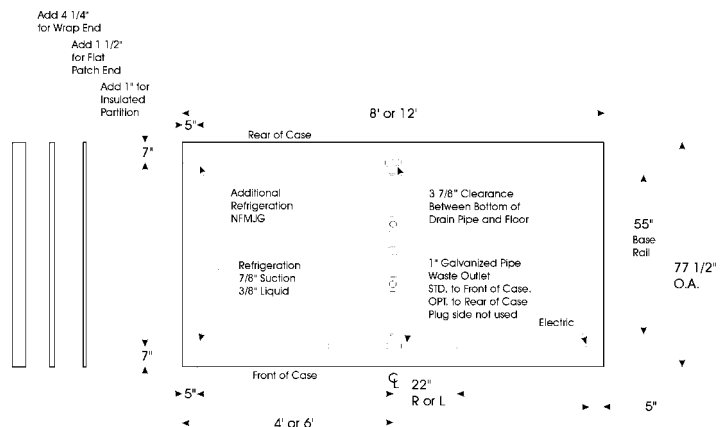 Add 4 1/4"
for Wrap End
Add 1 1/2"
for Flat
Patch End
Add 1" for
Insulated
Partition
8' or 12'
5"
Rear of Case
7"
Additional
Refrigeration
NFMJG
3 7/8" Clearance
Between Bottom of
Drain Pipe and Floor
55"
Base
Rail
77 1/2"
O.A.
Refrigeration
7/8" Suction
3/8" Liquid
1" Galvanized Pipe
Waste Outlet
STD. to Front of Case.
OPT. to Rear of Case
Plug side not used
Electric
7"
Front of Case
CL
22"
R or L
5"
5"
4' or 6'